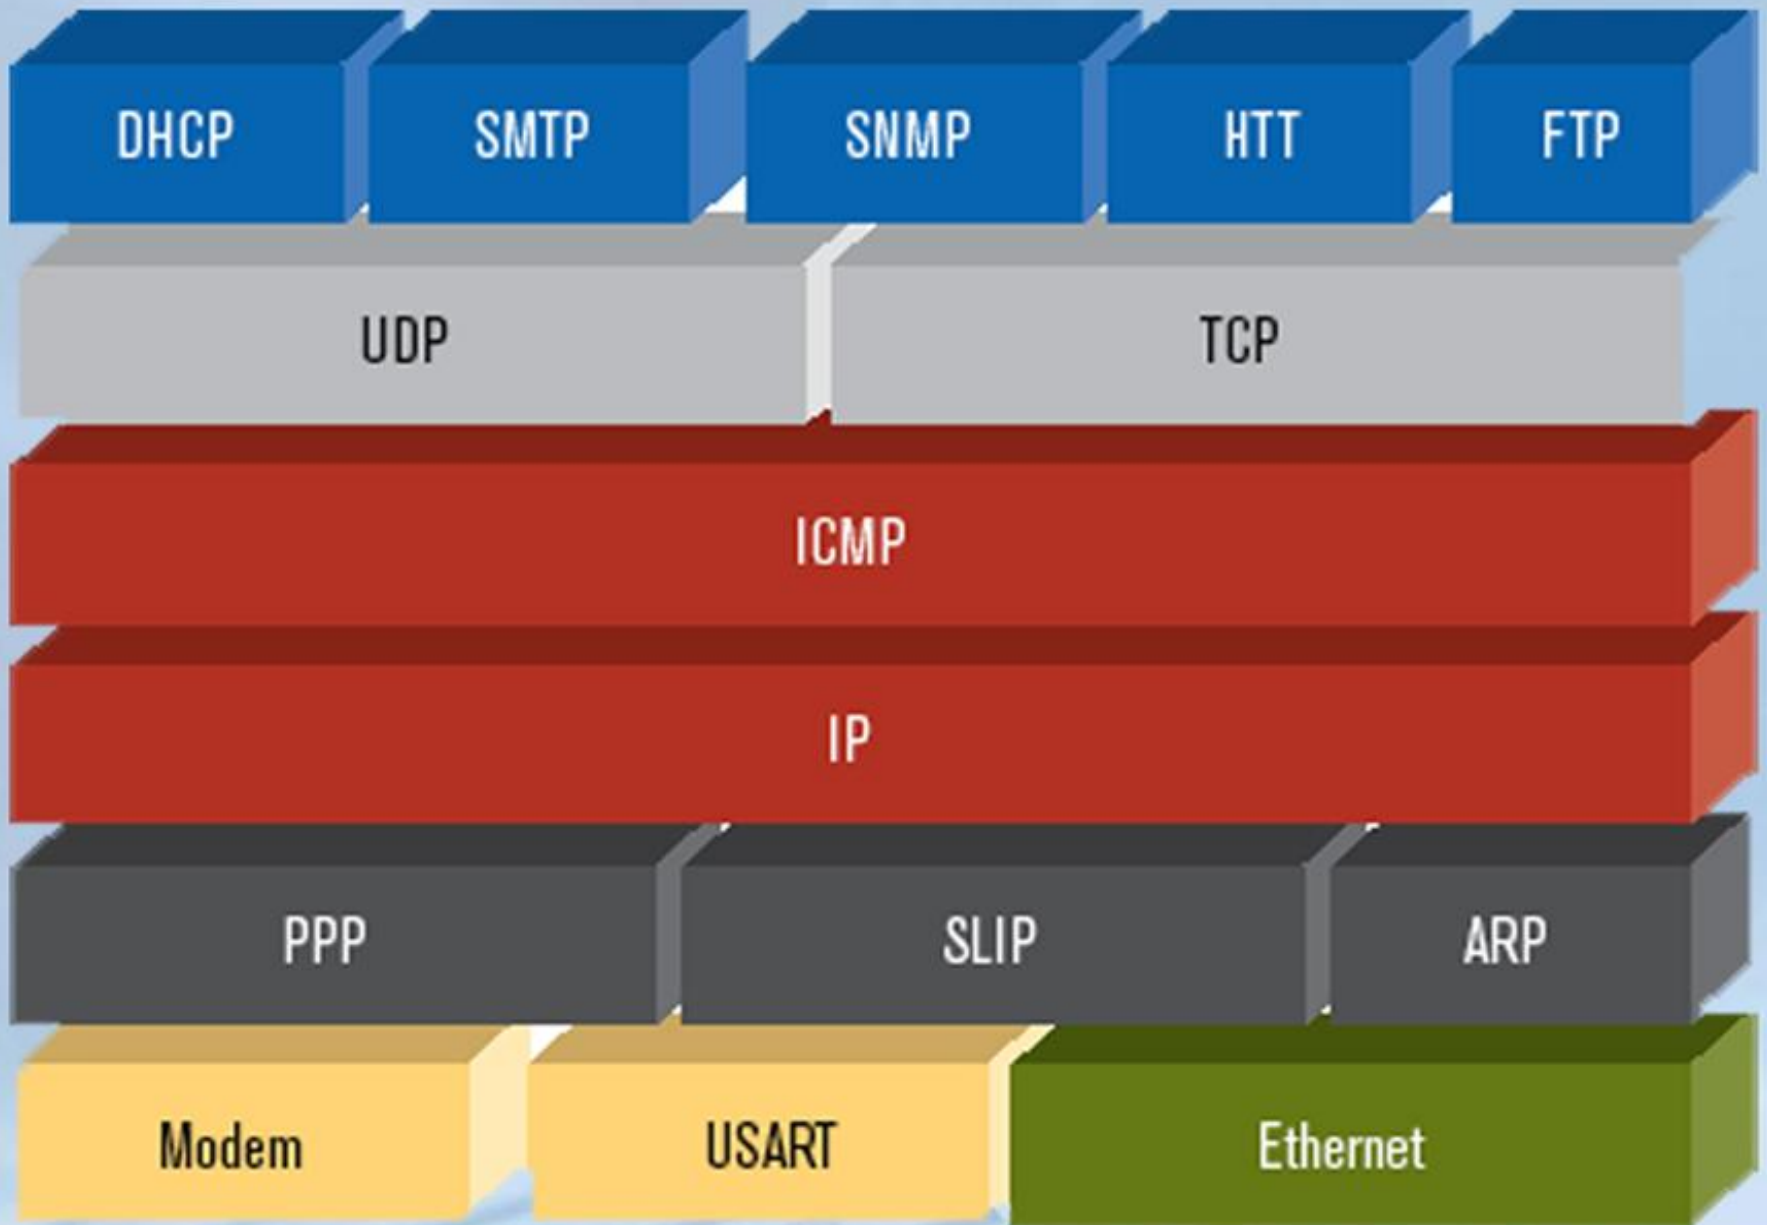 DHCP SMTP SNMP HTT FTP
UDP TCP
ICMP
IP
PPP SLIP ARP
Modem USART Ethernet